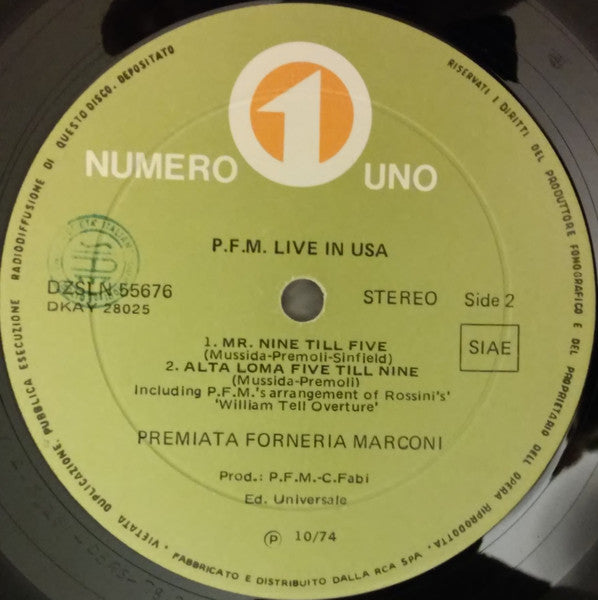 NUMERO 1 UNO
P.F.M. LIVE IN USA
DZSLN 55676
DKAY 28025
STEREO Side 2
SIAE
1. MR. NINE TILL FIVE
(Mussida-Premoli-Sinfield)
2. ALTA LOMA FIVE TILL NINE
(Mussida-Premoli)
Including P.F.M.'s arrangement of Rossini's'
'William Tell Overture'
PREMIATA FORNERIA MARCONI
Prod.: P.F.M.-C.Fabi
Ed. Universale
Ⓟ 10/74
RISERVATI I DIRITTI DEL PRODUTTORE FONOGRAFICO E DEL PROPRIETARIO DELL OPERA RIPRODOTTA.
• FABBRICATO E DISTRIBUITO DALLA RCA SPA -
• VIETATA DUPLICAZIONE, PUBBLICA ESECUZIONE RADIODIFFUSIONE DI QUESTO DISCO. DEPOSITATO